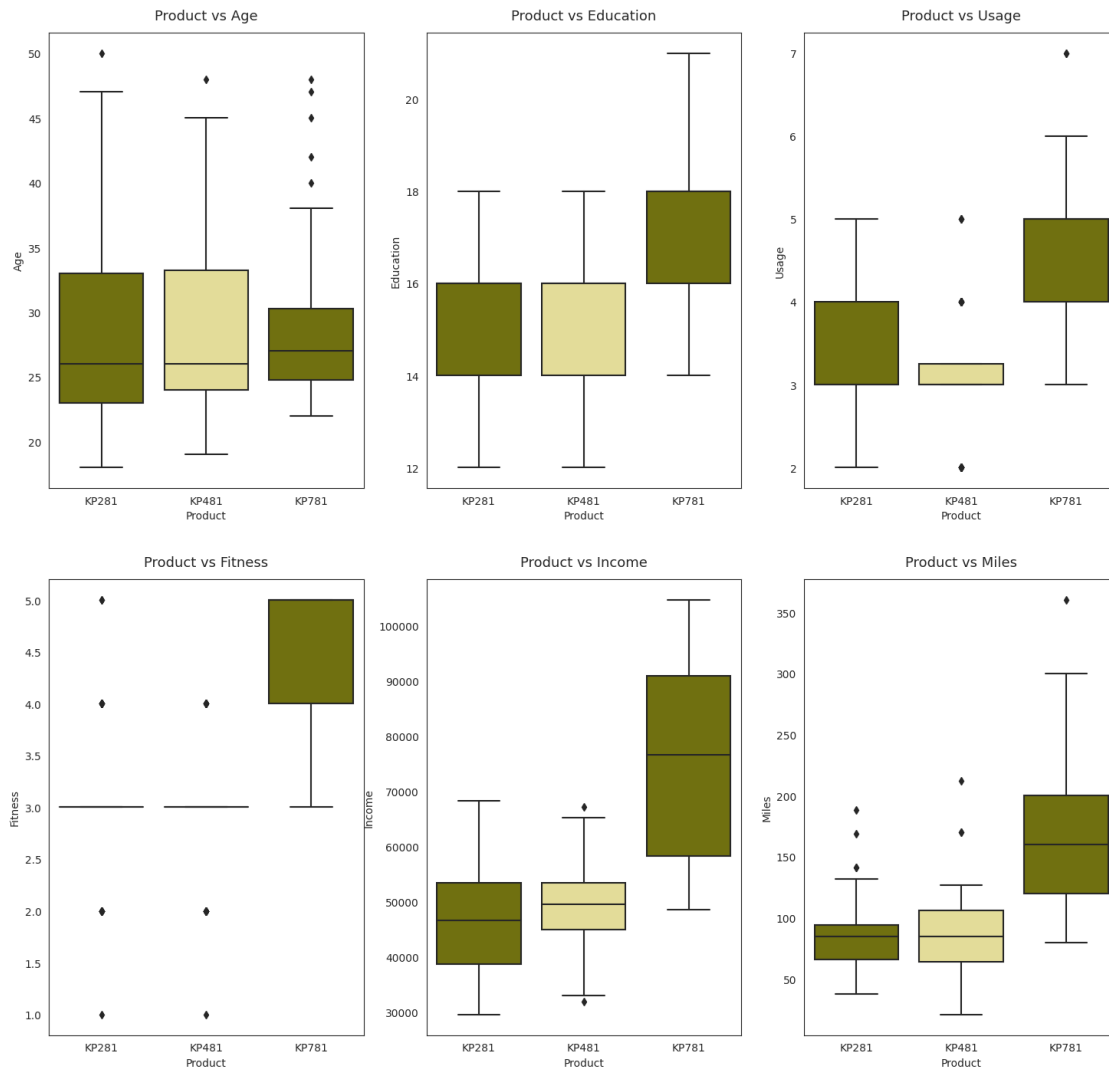 Product vs Age
50
45
40
35
30
25
20
Age
KP281 KP481 KP781
Product
Product vs Education
20
18
16
14
12
Education
KP281 KP481 KP781
Product
Product vs Usage
7
6
5
4
3
2
Usage
KP281 KP481 KP781
Product
Product vs Fitness
5.0
4.5
4.0
3.5
3.0
2.5
2.0
1.5
1.0
Fitness
KP281 KP481 KP781
Product
Product vs Income
100000
90000
80000
70000
60000
50000
40000
30000
Income
KP281 KP481 KP781
Product
Product vs Miles
350
300
250
200
150
100
50
Miles
KP281 KP481 KP781
Product